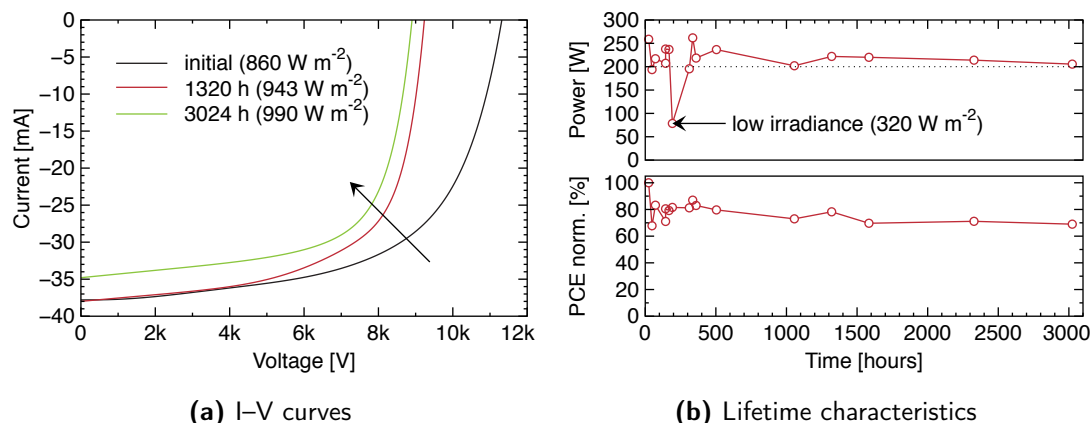 0
−5
−10
−15
−20
−25
−30
−35
−40
Current [mA]
initial (860 W m-2)
1320 h (943 W m-2)
3024 h (990 W m-2)
0 2k 4k 6k 8k 10k 12k
Voltage [V]
(a) I–V curves
300
250
200
150
100
50
0
Power [W]
low irradiance (320 W m-2)
100
80
60
40
20
0
PCE norm. [%]
0 500 1000 1500 2000 2500 3000
Time [hours]
(b) Lifetime characteristics